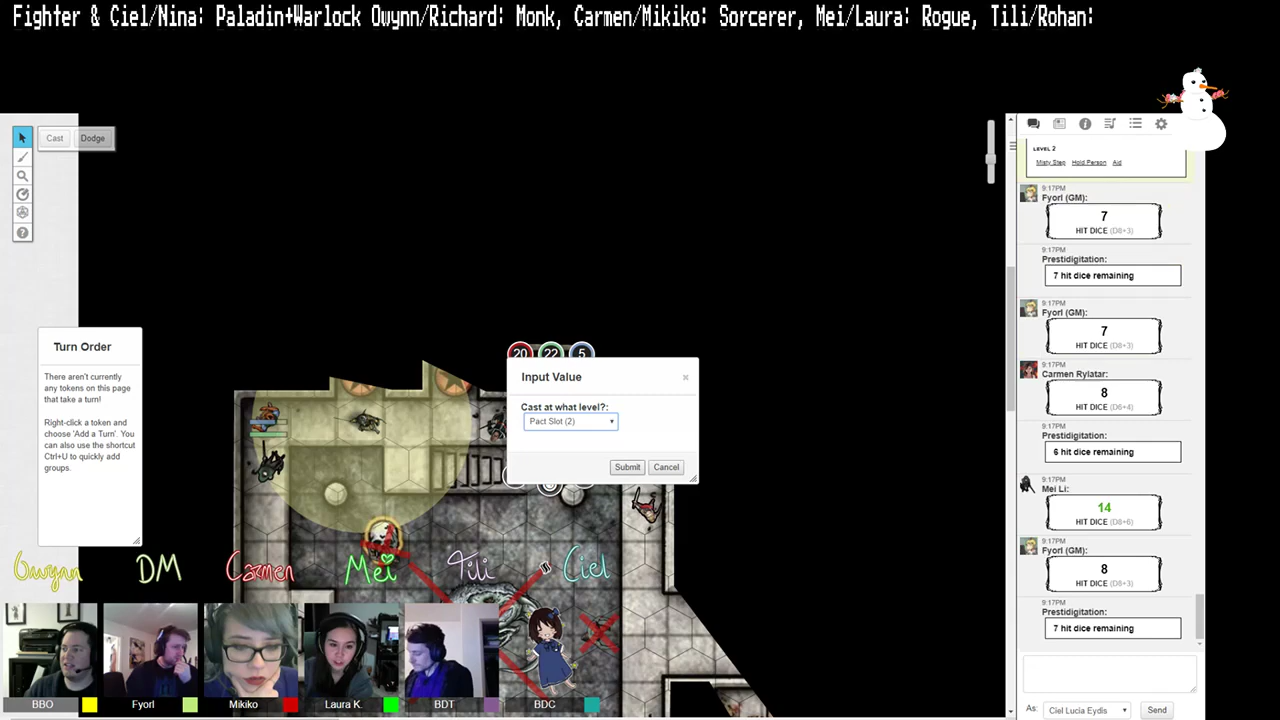 Fighter & Ciel/Nina: Paladin+Warlock Owynn/Richard: Monk, Carmen/Mikiko: Sorcerer, Mei/Laura: Rogue, Tili/Rohan:
Cast
Dodge
LEVEL 2
Misty Step Hold Person Aid
9:17PM
Fyorl (GM):
7
HIT DICE (D8+3)
9:17PM
Prestidigitation:
7 hit dice remaining
9:17PM
Fyorl (GM):
7
HIT DICE (D8+3)
9:17PM
Carmen Rylatar:
8
HIT DICE (D6+4)
9:17PM
Prestidigitation:
6 hit dice remaining
9:17PM
Mei Li:
14
HIT DICE (D8+6)
9:17PM
Fyorl (GM):
8
HIT DICE (D8+3)
9:17PM
Prestidigitation:
7 hit dice remaining
As: Ciel Lucia Eydis
Send
Turn Order
There aren't currently
any tokens on this page
that take a turn!
Right-click a token and
choose 'Add a Turn'. You
can also use the shortcut
Ctrl+U to quickly add
groups.
20 22 5
Input Value
×
Cast at what level?:
Pact Slot (2)
Submit
Cancel
Owynn DM Carmen Mei Tili Ciel
BBO Fyorl Mikiko Laura K. BDT BDC